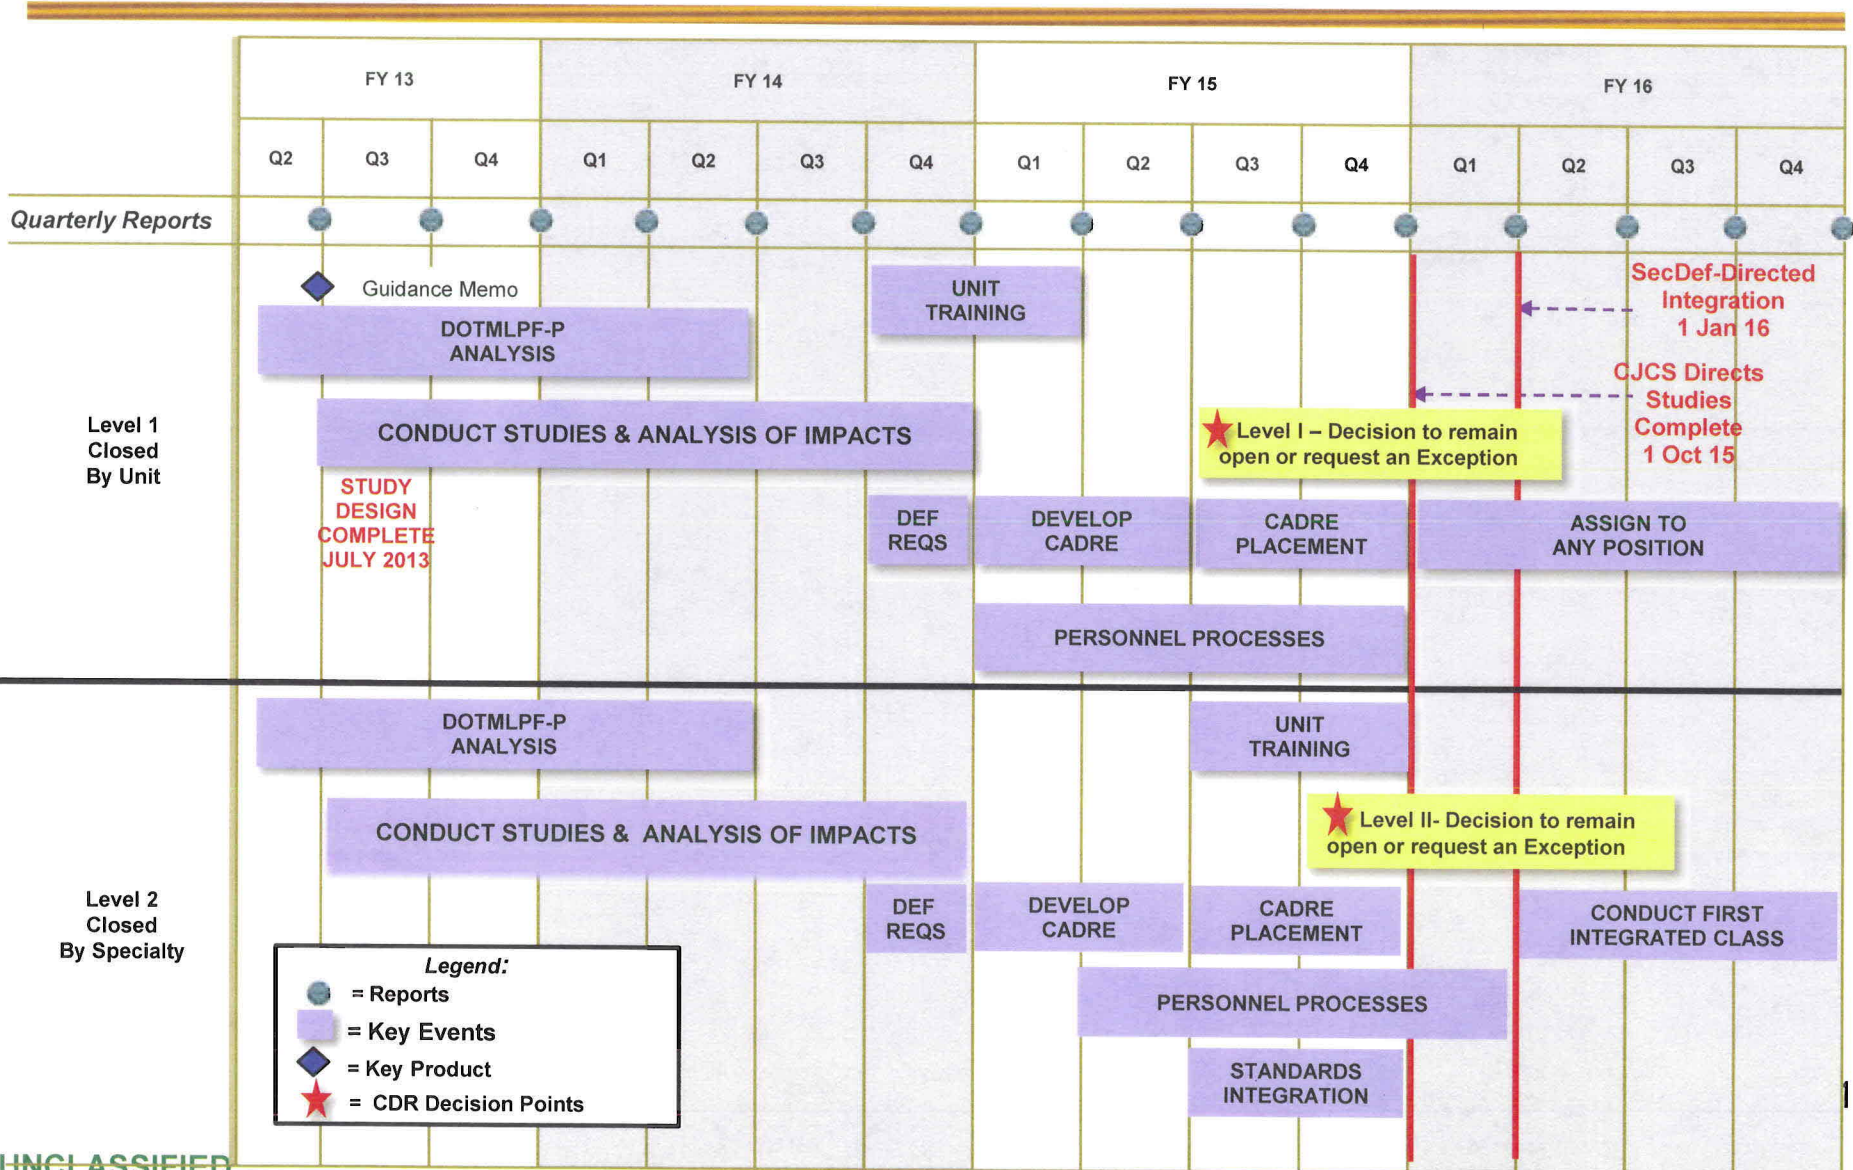 FY 13
FY 14
FY 15
FY 16
Q2
Q3
Q4
Q1
Q2
Q3
Q4
Q1
Q2
Q3
Q4
Q1
Q2
Q3
Q4
Quarterly Reports
Level 1
Closed
By Unit
Guidance Memo
DOTMLPF-P
ANALYSIS
UNIT
TRAINING
SecDef-Directed
Integration
1 Jan 16
CJCS Directs
Studies
Complete
1 Oct 15
CONDUCT STUDIES & ANALYSIS OF IMPACTS
Level I – Decision to remain
open or request an Exception
STUDY
DESIGN
COMPLETE
JULY 2013
DEF
REQS
DEVELOP
CADRE
CADRE
PLACEMENT
ASSIGN TO
ANY POSITION
PERSONNEL PROCESSES
Level 2
Closed
By Specialty
DOTMLPF-P
ANALYSIS
UNIT
TRAINING
CONDUCT STUDIES & ANALYSIS OF IMPACTS
Level II- Decision to remain
open or request an Exception
DEF
REQS
DEVELOP
CADRE
CADRE
PLACEMENT
CONDUCT FIRST
INTEGRATED CLASS
PERSONNEL PROCESSES
STANDARDS
INTEGRATION
Legend:
= Reports
= Key Events
= Key Product
= CDR Decision Points
1
UNCLASSIFIED